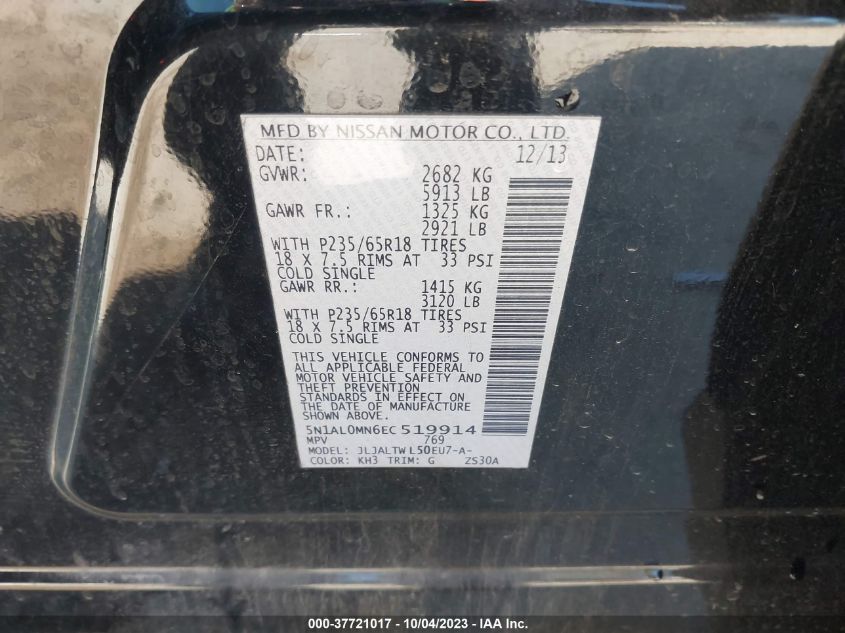 MFD BY NISSAN MOTOR CO., LTD.
DATE: 12/13
GVWR: 2682 KG
5913 LB
GAWR FR.: 1325 KG
2921 LB
WITH P235/65R18 TIRES
18 X 7.5 RIMS AT 33 PSI
COLD SINGLE
GAWR RR.: 1415 KG
3120 LB
WITH P235/65R18 TIRES
18 X 7.5 RIMS AT 33 PSI
COLD SINGLE
THIS VEHICLE CONFORMS TO
ALL APPLICABLE FEDERAL
MOTOR VEHICLE SAFETY AND
THEFT PREVENTION
STANDARDS IN EFFECT ON
THE DATE OF MANUFACTURE
SHOWN ABOVE.
5N1AL0MN6EC519914
MPV 769
MODEL: JLJALTWL50EU7-A-
COLOR: KH3 TRIM: G ZS30A
000-37721017 - 10/04/2023 - IAA Inc.